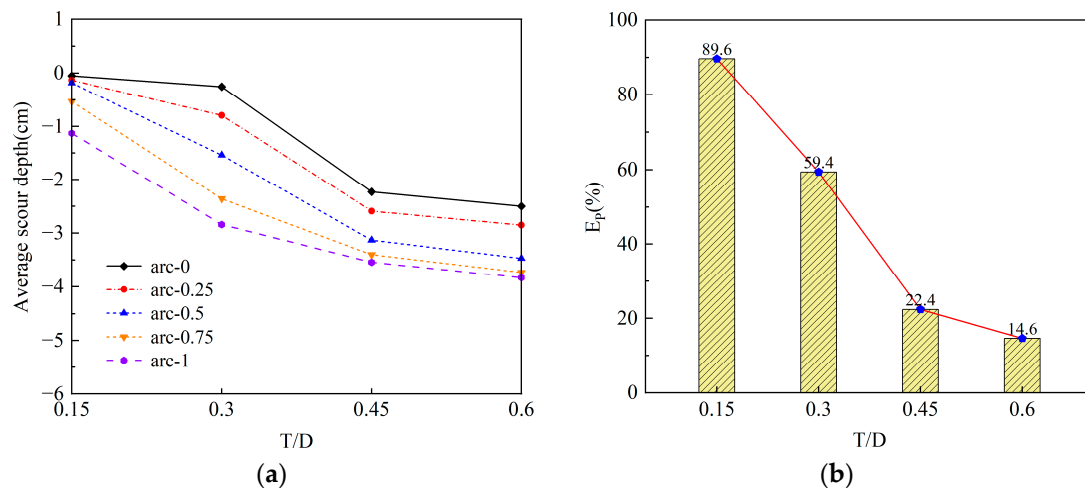 1
0
−1
−2
−3
−4
−5
−6
Average scour depth(cm)
arc-0
arc-0.25
arc-0.5
arc-0.75
arc-1
0.15 0.3 0.45 0.6
T/D
(a)
100
80
60
40
20
0
E_P(%)
89.6
59.4
22.4
14.6
0.15 0.3 0.45 0.6
T/D
(b)